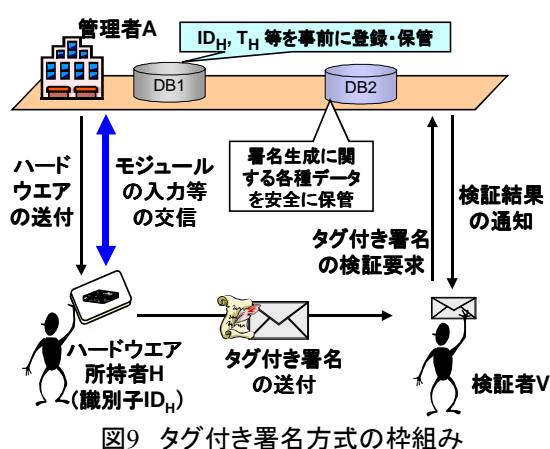 管理者A
ID_H, T_H 等を事前に登録・保管
DB1
DB2
ハード
ウエア
の送付
モジュール
の入力等
の交信
署名生成に関
する各種データ
を安全に保管
タグ付き署名
の検証要求
検証結果
の通知
ハードウエア
所持者H
(識別子ID_H)
タグ付き署名
の送付
検証者V
図9 タグ付き署名方式の枠組み